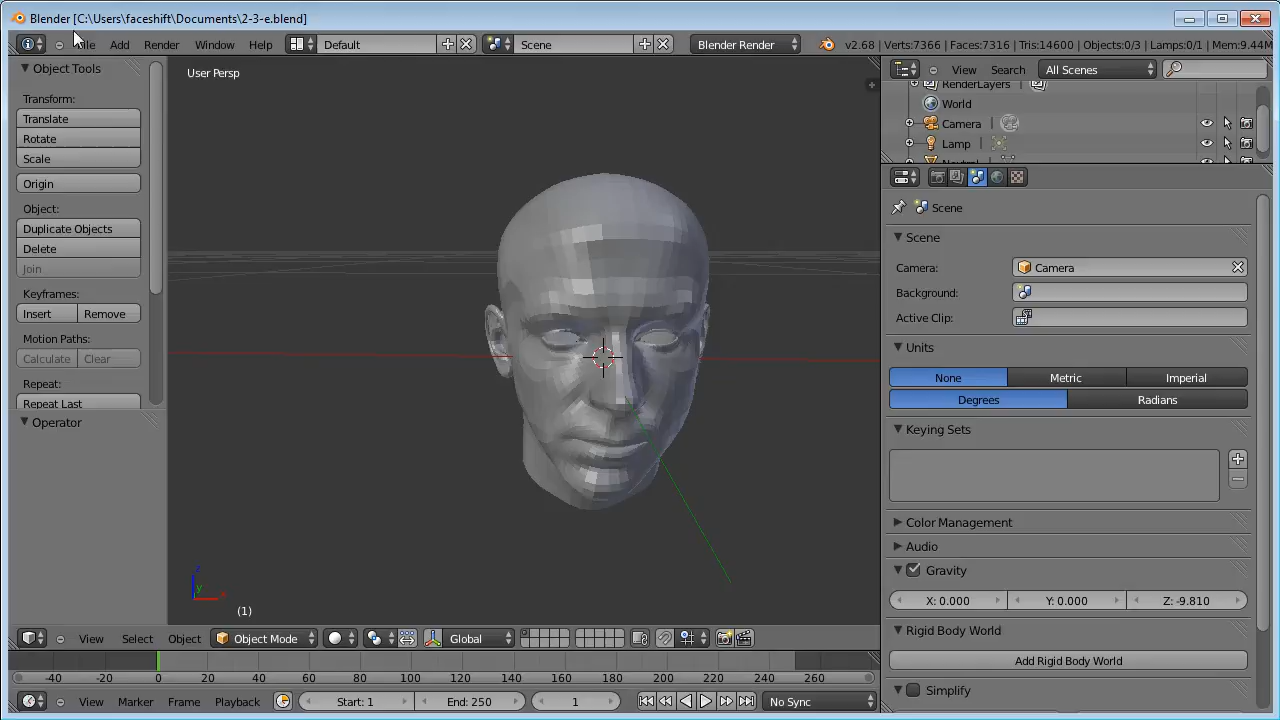 Blender [C:\Users\faceshift\Documents\2-3-e.blend]
File Add Render Window Help Default Scene Blender Render v2.68 | Verts:7366 | Faces:7316 | Tris:14600 | Objects:0/3 | Lamps:0/1 | Mem:9.44M
Object Tools
Transform:
Translate
Rotate
Scale
Origin
Object:
Duplicate Objects
Delete
Join
Keyframes:
Insert Remove
Motion Paths:
Calculate Clear
Repeat:
Repeat Last
Operator
User Persp
z
y
x
(1)
View Search All Scenes
RenderLayers
World
Camera
Lamp
Neutral
Scene
Scene
Camera: Camera
Background:
Active Clip:
Units
None Metric Imperial
Degrees Radians
Keying Sets
Color Management
Audio
Gravity
X: 0.000 Y: 0.000 Z: -9.810
Rigid Body World
Add Rigid Body World
Simplify
View Select Object Object Mode Global
-40 -20 0 20 40 60 80 100 120 140 160 180 200 220 240 260
View Marker Frame Playback Start: 1 End: 250 1 No Sync